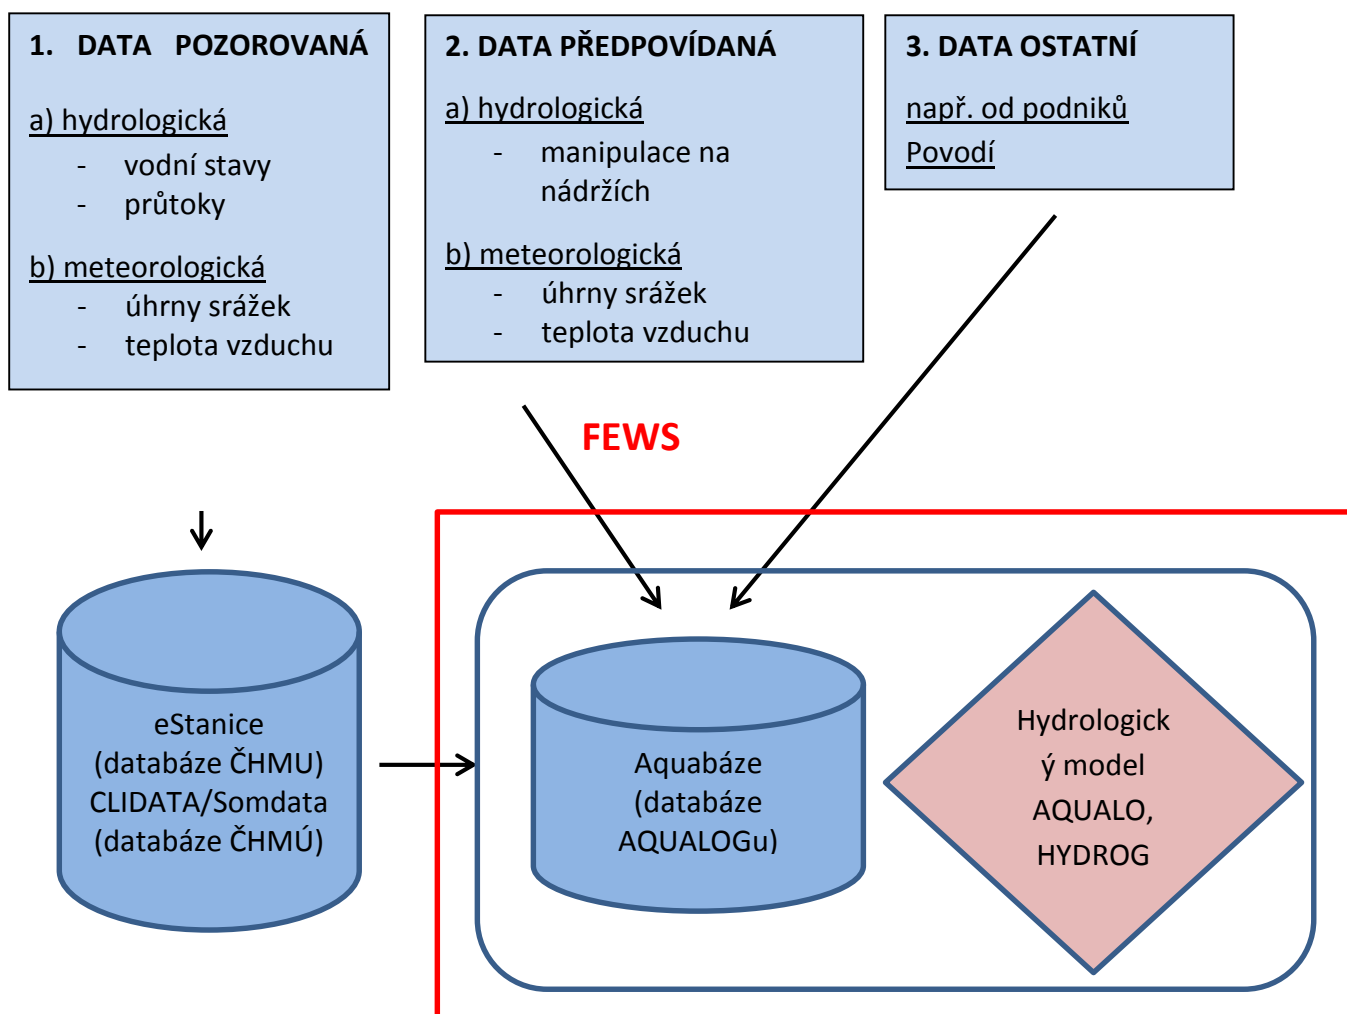 1. DATA POZOROVANÁ
a) hydrologická
- vodní stavy
- průtoky
b) meteorologická
- úhrny srážek
- teplota vzduchu
2. DATA PŘEDPOVÍDANÁ
a) hydrologická
- manipulace na
nádržích
b) meteorologická
- úhrny srážek
- teplota vzduchu
3. DATA OSTATNÍ
např. od podniků
Povodí
FEWS
eStanice
(databáze ČHMU)
CLIDATA/Somdata
(databáze ČHMÚ)
Aquabáze
(databáze
AQUALOGu)
Hydrologick
ý model
AQUALO,
HYDROG